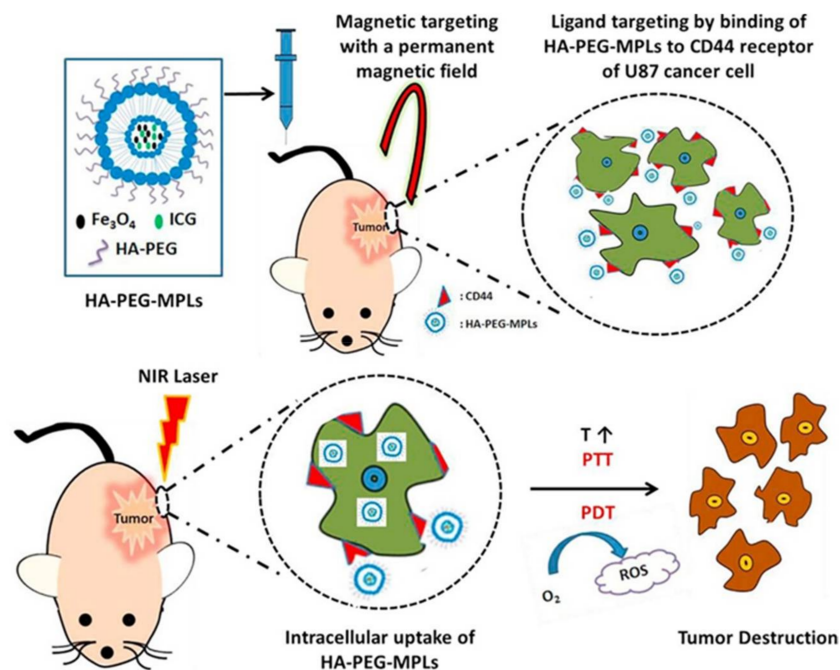 Magnetic targeting
with a permanent
magnetic field
Ligand targeting by binding of
HA-PEG-MPLs to CD44 receptor
of U87 cancer cell
Fe₃O₄
ICG
HA-PEG
HA-PEG-MPLs
Tumor
: CD44
: HA-PEG-MPLs
NIR Laser
Tumor
Intracellular uptake of
HA-PEG-MPLs
T ↑
PTT
PDT
O₂
ROS
Tumor Destruction